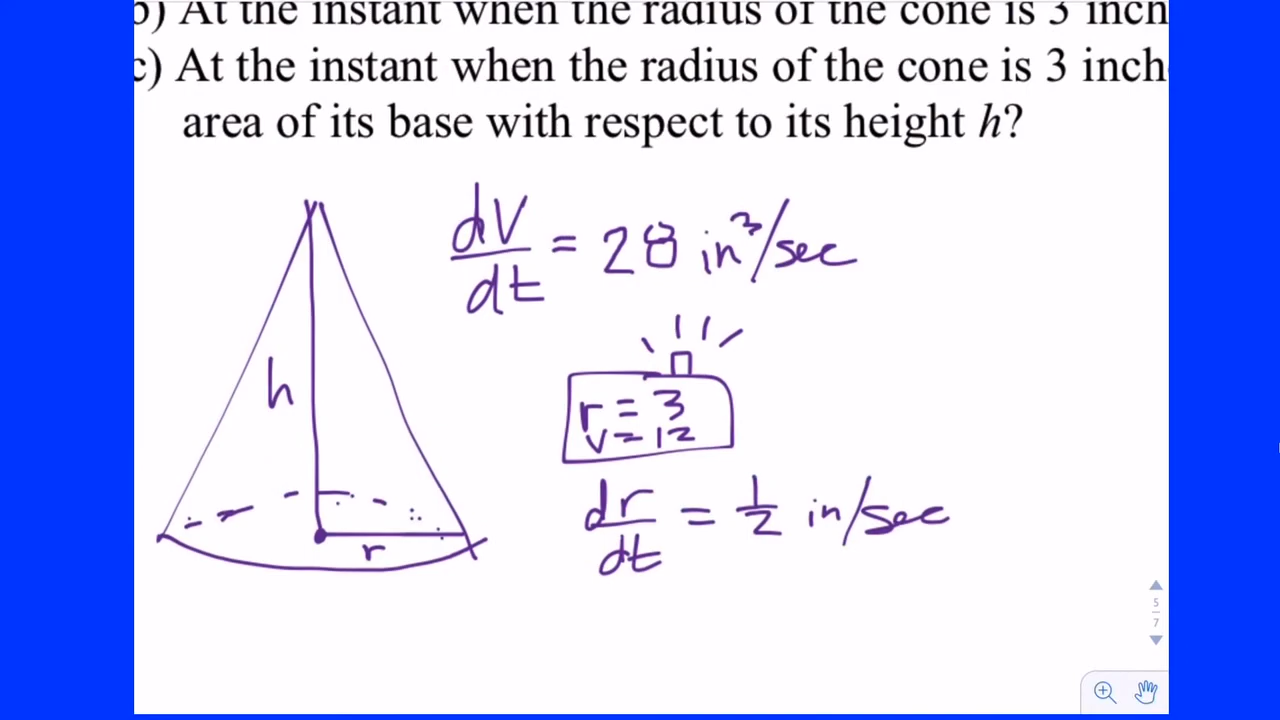 b) At the instant when the radius of the cone is 3 inch
c) At the instant when the radius of the cone is 3 inch
area of its base with respect to its height h?
dV/dt = 28 in³/sec
h
r = 3
V = 12
dr/dt = 1/2 in/sec
r
5
7